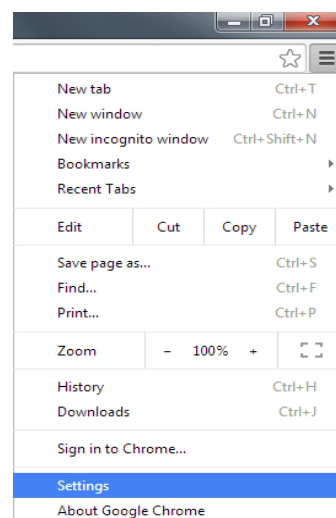 New tab Ctrl+T
New window Ctrl+N
New incognito window Ctrl+Shift+N
Bookmarks
Recent Tabs
Edit Cut Copy Paste
Save page as... Ctrl+S
Find... Ctrl+F
Print... Ctrl+P
Zoom – 100% +
History Ctrl+H
Downloads Ctrl+J
Sign in to Chrome...
Settings
About Google Chrome